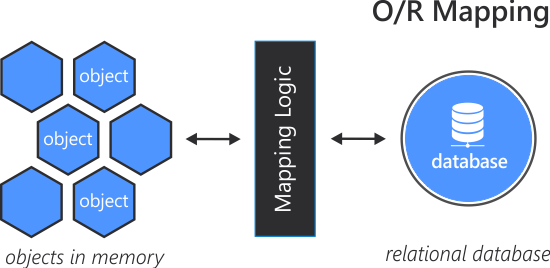 O/R Mapping
object
object
object
Mapping Logic
database
objects in memory
relational database